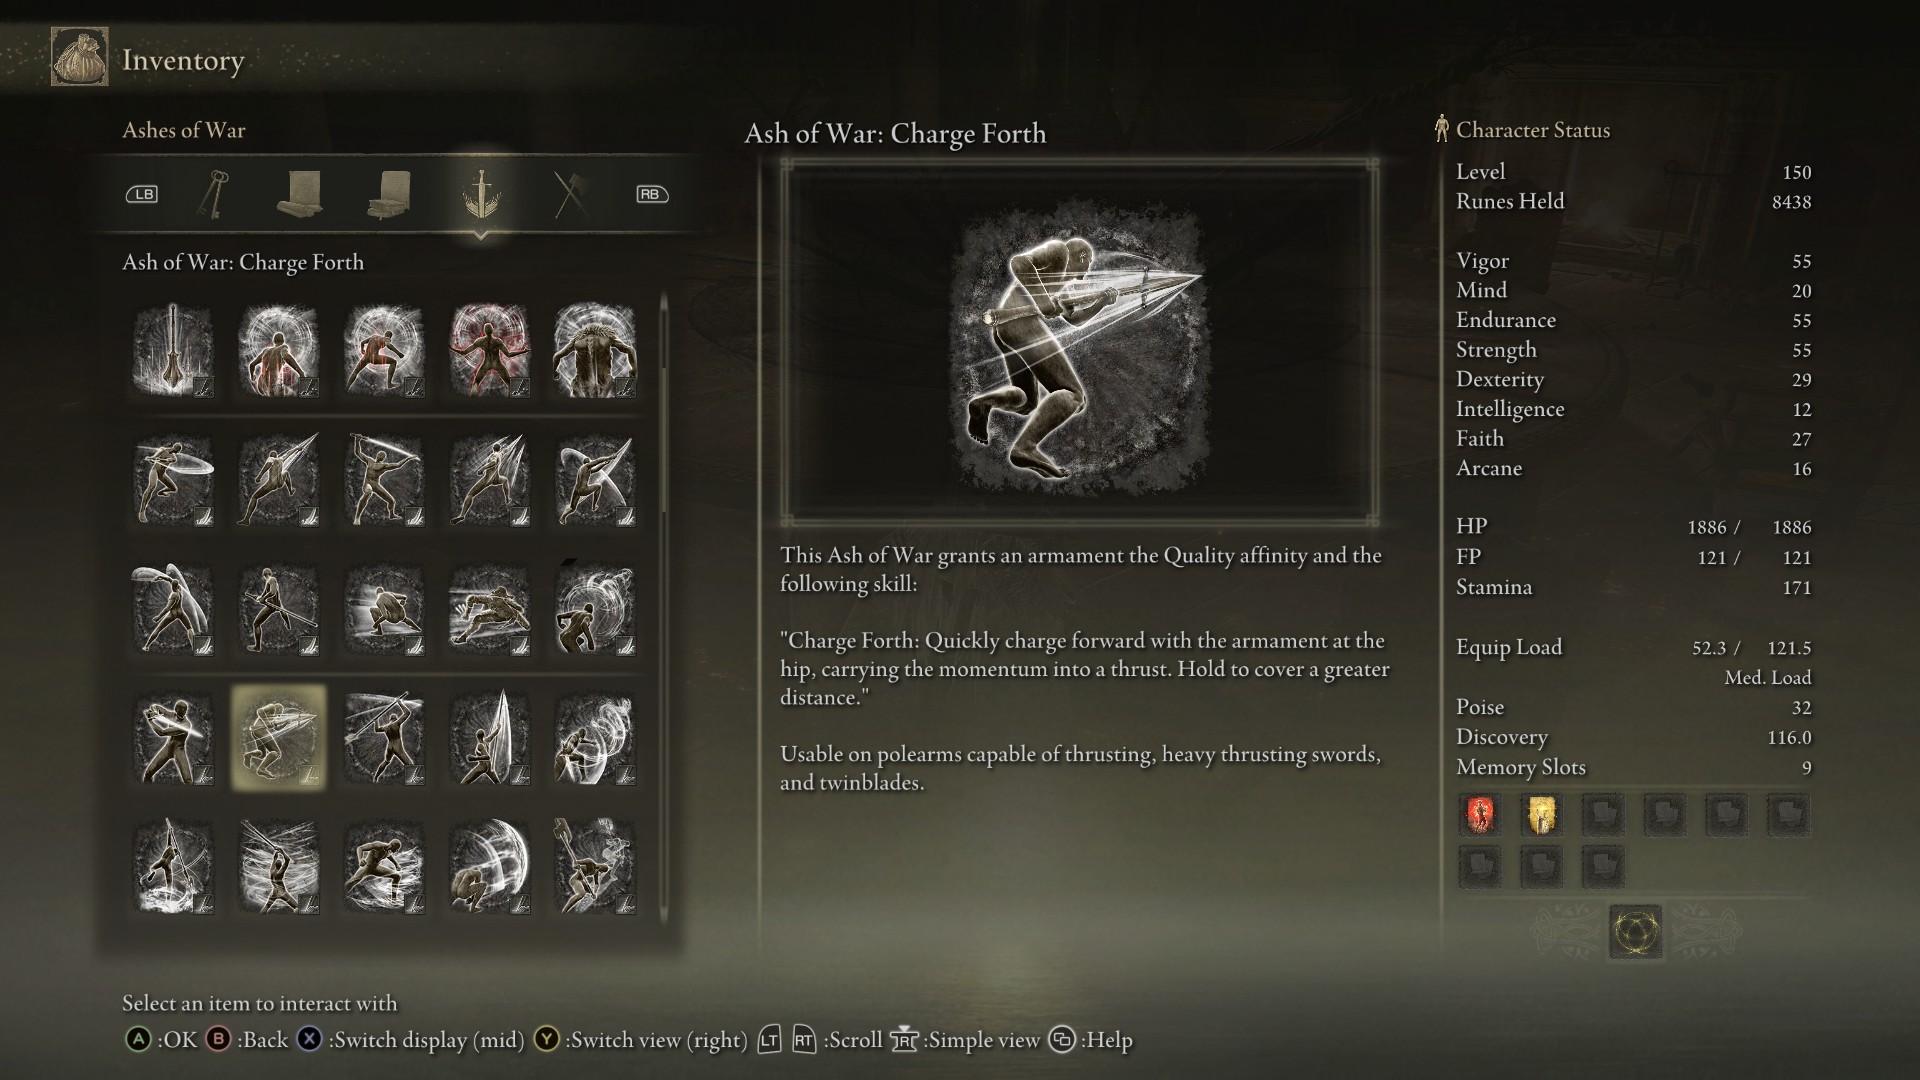 Inventory
Ashes of War
LB
RB
Ash of War: Charge Forth
Ash of War: Charge Forth
This Ash of War grants an armament the Quality affinity and the
following skill:
"Charge Forth: Quickly charge forward with the armament at the
hip, carrying the momentum into a thrust. Hold to cover a greater
distance."
Usable on polearms capable of thrusting, heavy thrusting swords,
and twinblades.
Character Status
Level 150
Runes Held 8438
Vigor 55
Mind 20
Endurance 55
Strength 55
Dexterity 29
Intelligence 12
Faith 27
Arcane 16
HP 1886 / 1886
FP 121 / 121
Stamina 171
Equip Load 52.3 / 121.5
Med. Load
Poise 32
Discovery 116.0
Memory Slots 9
Select an item to interact with
A :OK B :Back X :Switch display (mid) Y :Switch view (right) LT RT :Scroll R :Simple view :Help